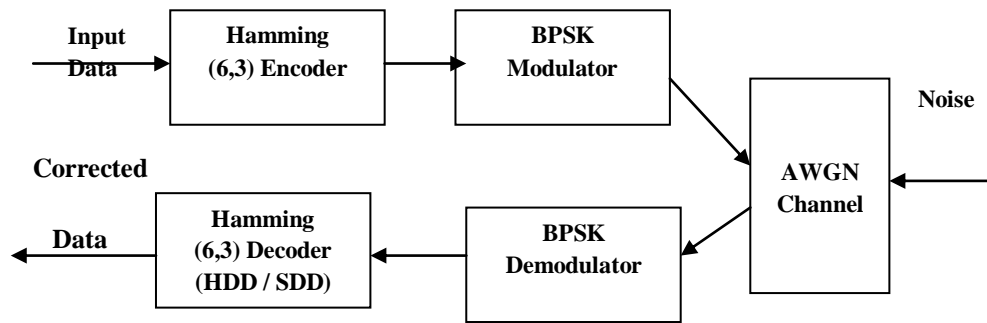 Input
Data
Hamming
(6,3) Encoder
BPSK
Modulator
Noise
AWGN
Channel
Corrected
Data
Hamming
(6,3) Decoder
(HDD / SDD)
BPSK
Demodulator